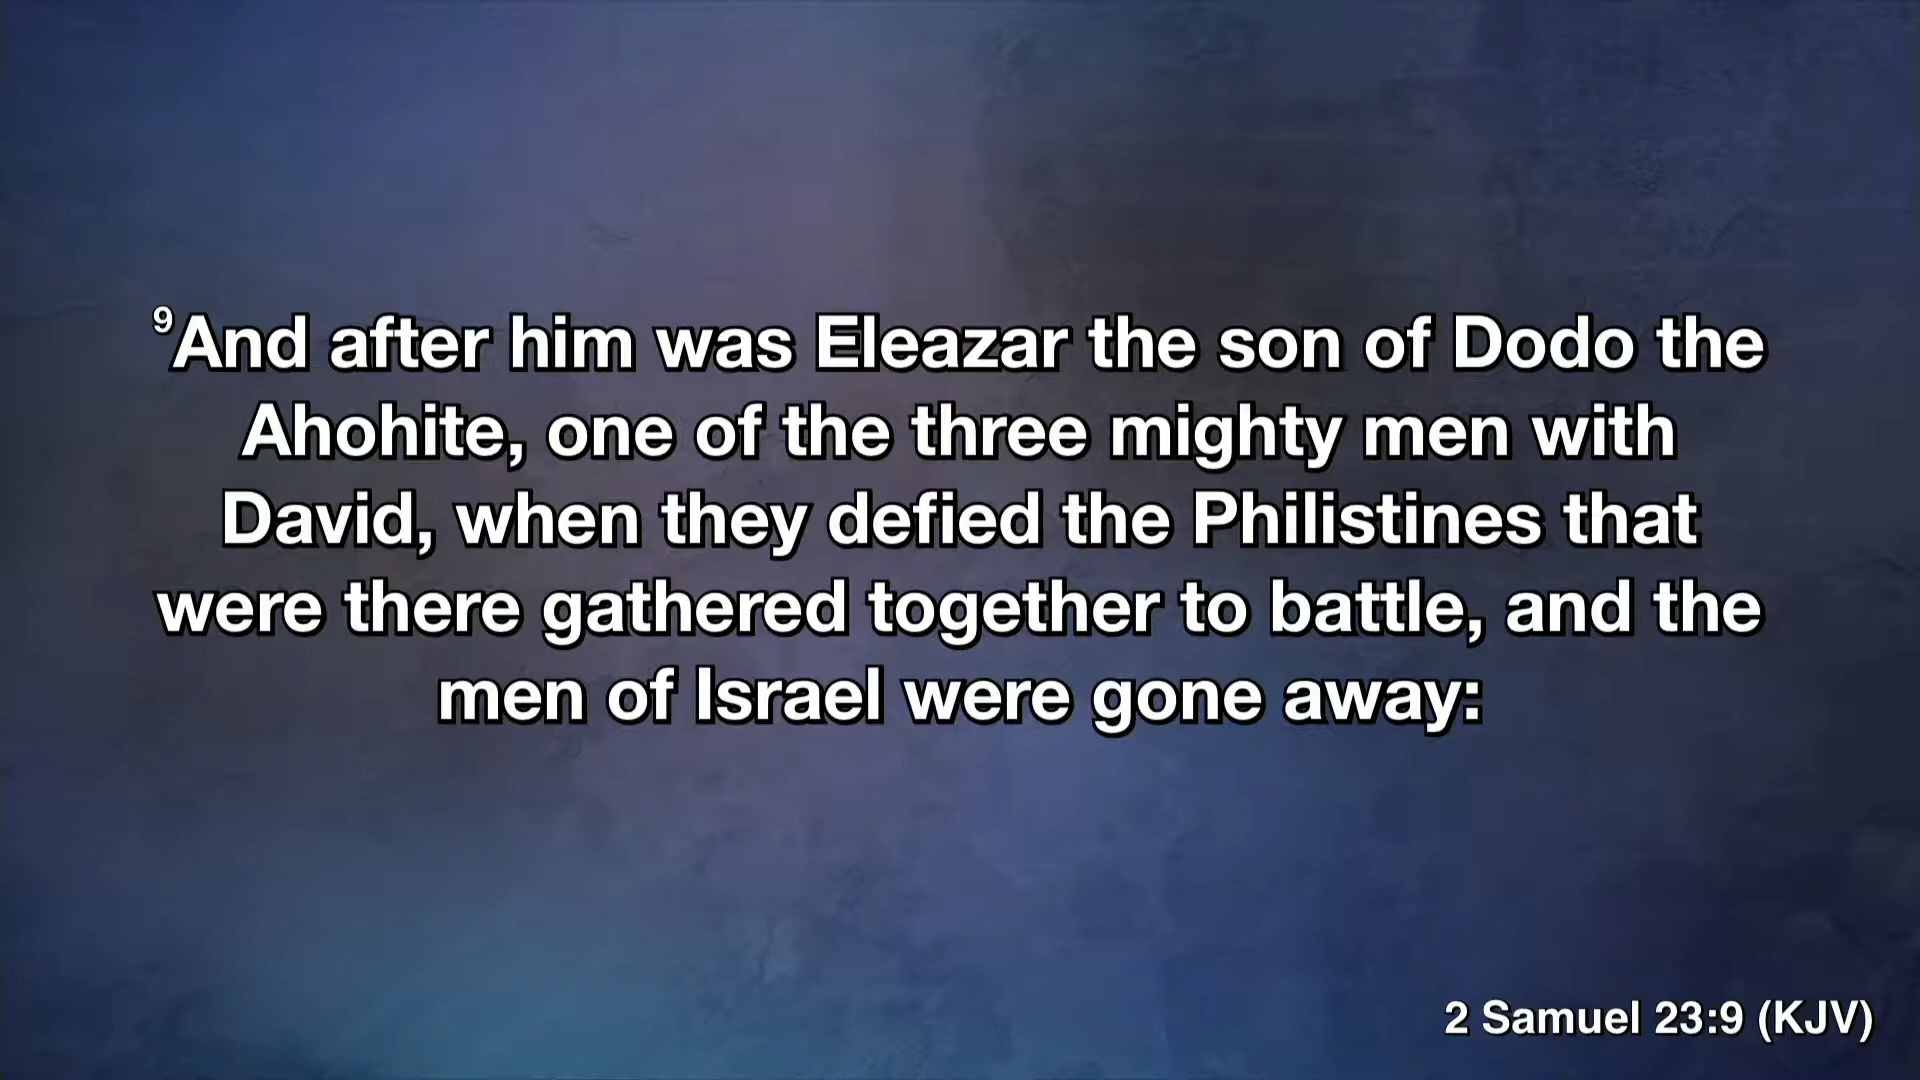 ⁹And after him was Eleazar the son of Dodo the
Ahohite, one of the three mighty men with
David, when they defied the Philistines that
were there gathered together to battle, and the
men of Israel were gone away:
2 Samuel 23:9 (KJV)